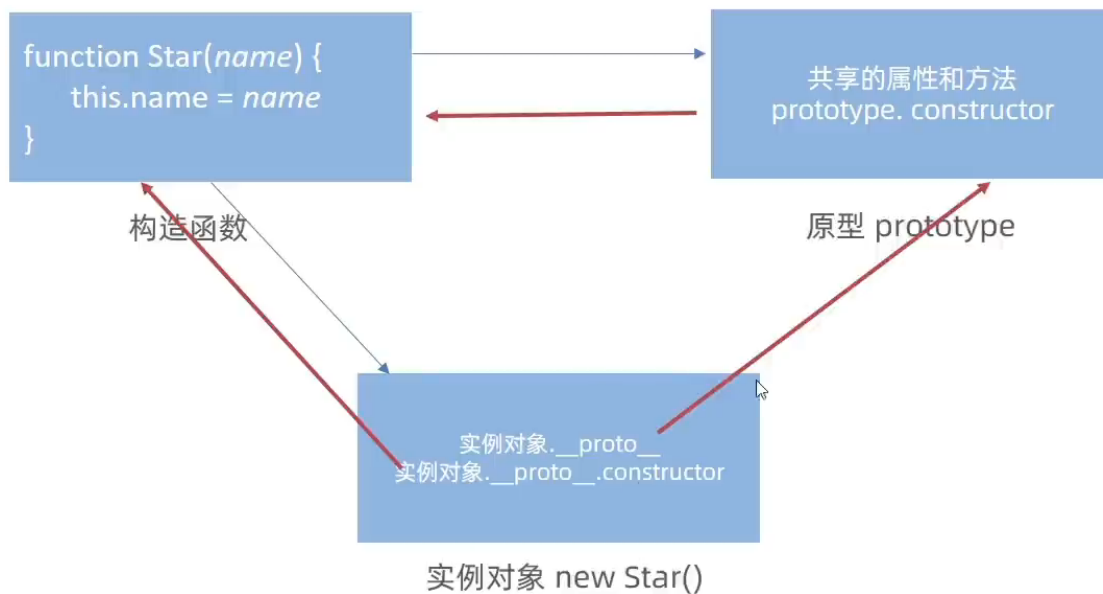 function Star(name) {
this.name = name
}
共享的属性和方法
prototype. constructor
构造函数
原型 prototype
实例对象.__proto__
实例对象.__proto__.constructor
实例对象 new Star()